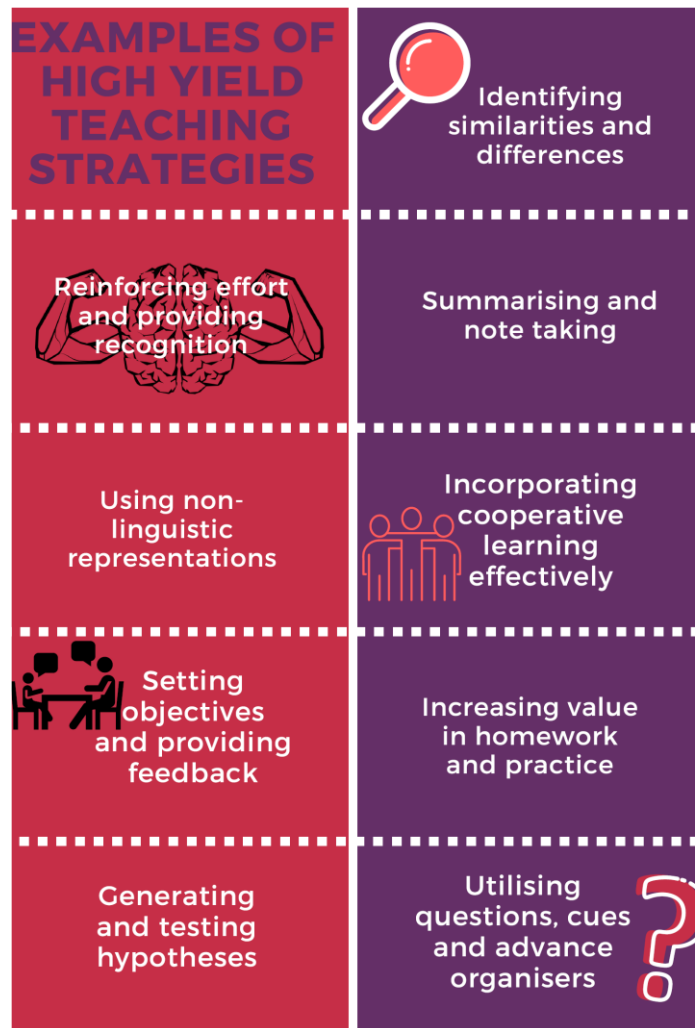 EXAMPLES OF
HIGH YIELD
TEACHING
STRATEGIES
Identifying
similarities and
differences
Reinforcing effort
and providing
recognition
Summarising and
note taking
Using non-
linguistic
representations
Incorporating
cooperative
learning
effectively
Setting
objectives
and providing
feedback
Increasing value
in homework
and practice
Generating
and testing
hypotheses
Utilising
questions, cues
and advance
organisers
?